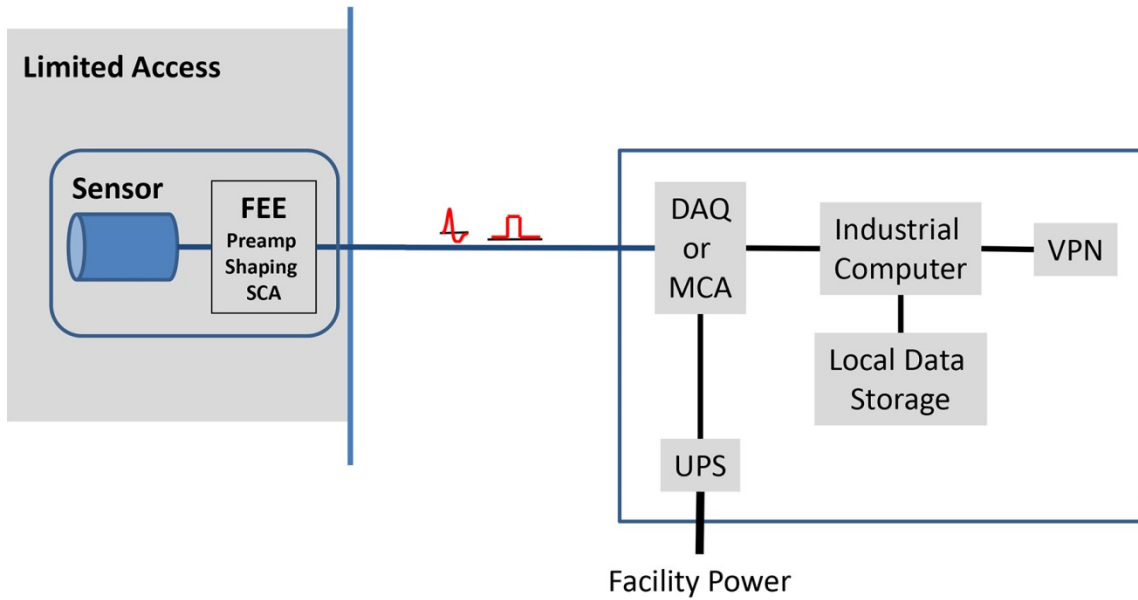 Limited Access
Sensor
FEE
Preamp
Shaping
SCA
DAQ
or
MCA
Industrial
Computer
VPN
Local Data
Storage
UPS
Facility Power